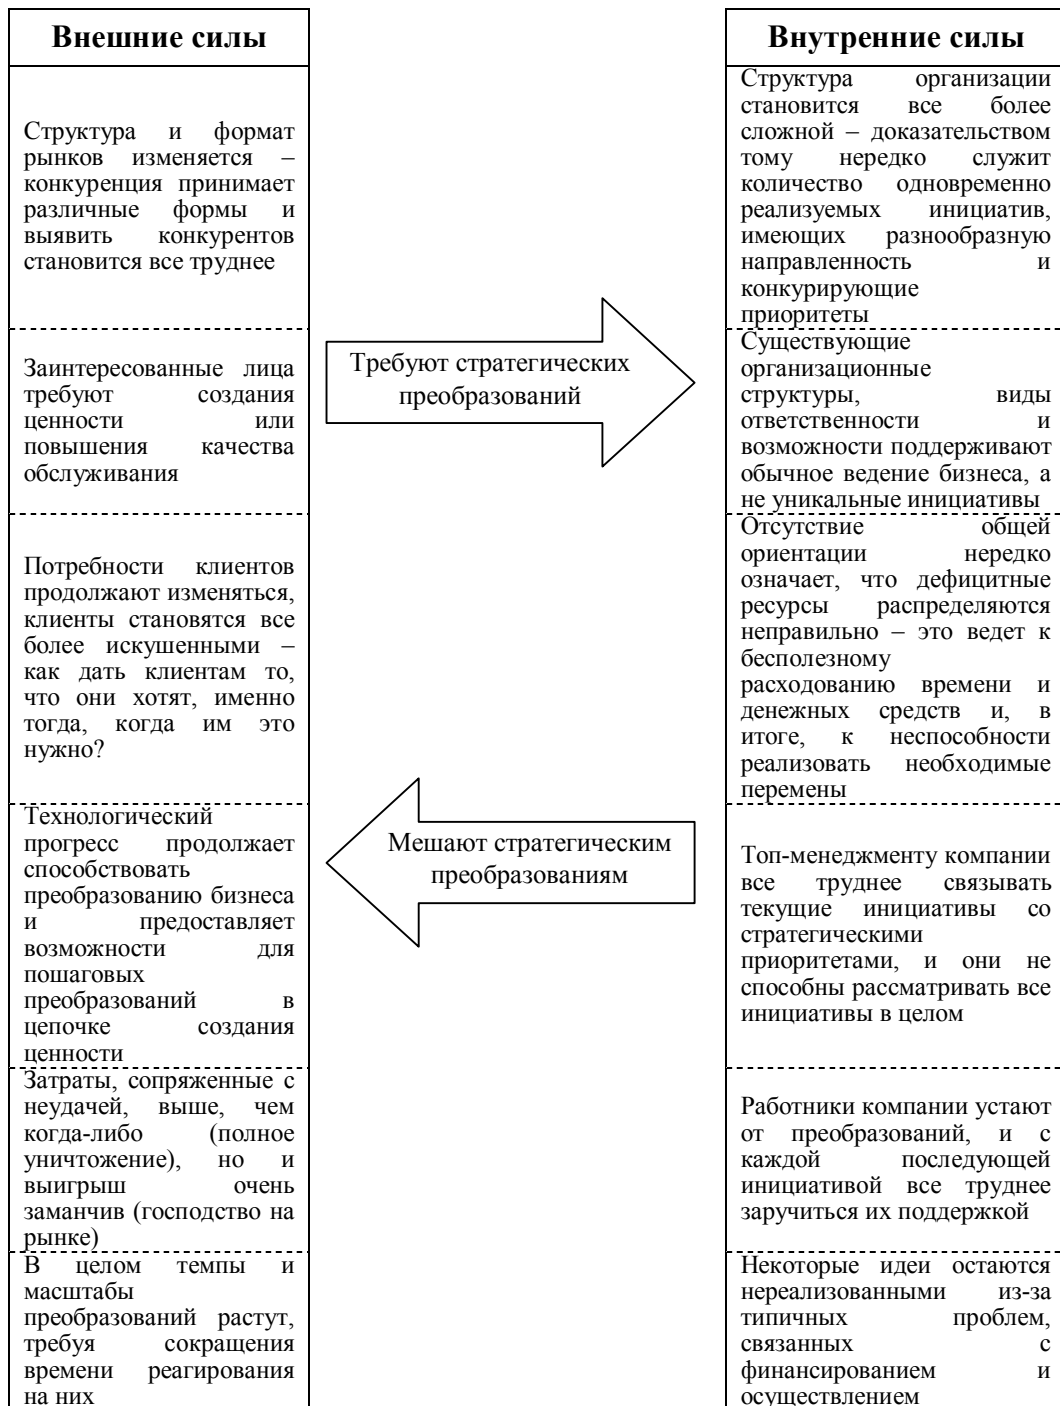 Внешние силы
Структура и формат
рынков изменяется –
конкуренция принимает
различные формы и
выявить конкурентов
становится все труднее
Заинтересованные лица
требуют создания
ценности или
повышения качества
обслуживания
Потребности клиентов
продолжают изменяться,
клиенты становятся все
более искушенными –
как дать клиентам то,
что они хотят, именно
тогда, когда им это
нужно?
Технологический
прогресс продолжает
способствовать
преобразованию бизнеса
и предоставляет
возможности для
пошаговых
преобразований в
цепочке создания
ценности
Затраты, сопряженные с
неудачей, выше, чем
когда-либо (полное
уничтожение), но и
выигрыш очень
заманчив (господство на
рынке)
В целом темпы и
масштабы
преобразований растут,
требуя сокращения
времени реагирования
на них
Требуют стратегических
преобразований
Мешают стратегическим
преобразованиям
Внутренние силы
Структура организации
становится все более
сложной – доказательством
тому нередко служит
количество одновременно
реализуемых инициатив,
имеющих разнообразную
направленность и
конкурирующие
приоритеты
Существующие
организационные
структуры, виды
ответственности и
возможности поддерживают
обычное ведение бизнеса, а
не уникальные инициативы
Отсутствие общей
ориентации нередко
означает, что дефицитные
ресурсы распределяются
неправильно – это ведет к
бесполезному
расходованию времени и
денежных средств и, в
итоге, к неспособности
реализовать необходимые
перемены
Топ-менеджменту компании
все труднее связывать
текущие инициативы со
стратегическими
приоритетами, и они не
способны рассматривать все
инициативы в целом
Работники компании устают
от преобразований, и с
каждой последующей
инициативой все труднее
заручиться их поддержкой
Некоторые идеи остаются
нереализованными из-за
типичных проблем,
связанных с
финансированием и
осуществлением